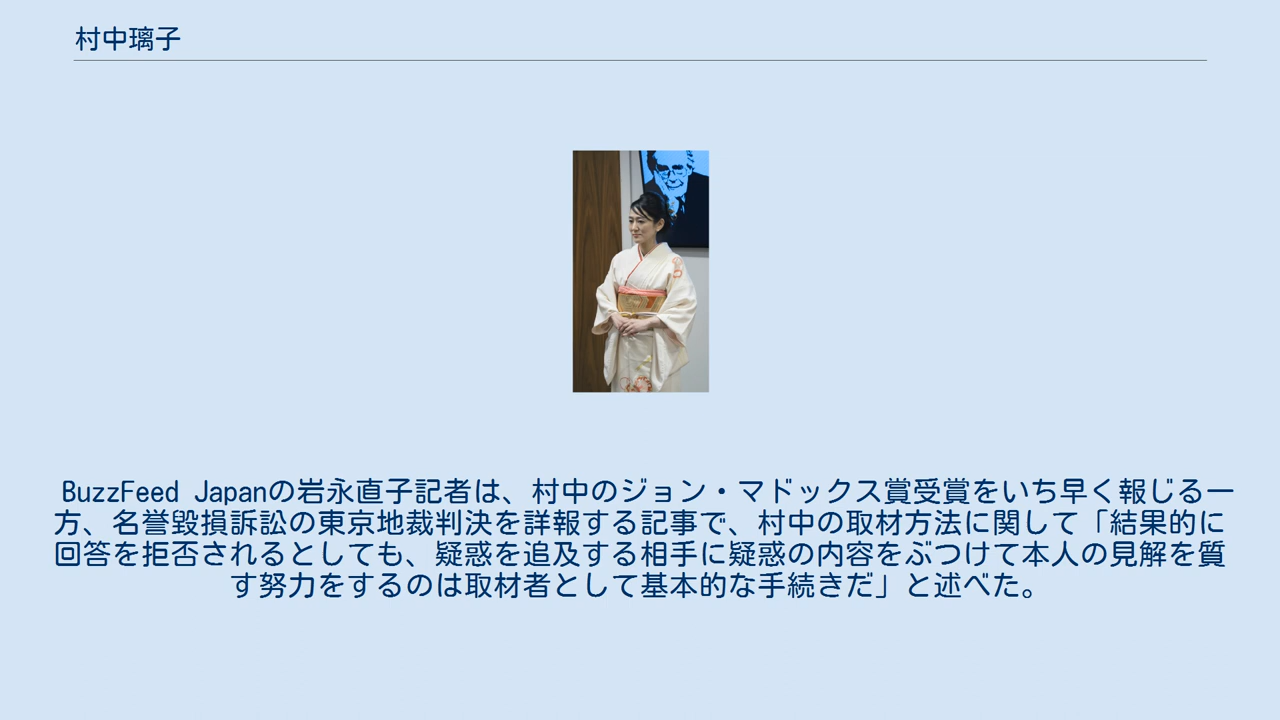 村中璃子
BuzzFeed Japanの岩永直子記者は、村中のジョン・マドックス賞受賞をいち早く報じる一
方、名誉毀損訴訟の東京地裁判決を詳報する記事で、村中の取材方法に関して「結果的に
回答を拒否されるとしても、疑惑を追及する相手に疑惑の内容をぶつけて本人の見解を質
す努力をするのは取材者として基本的な手続きだ」と述べた。